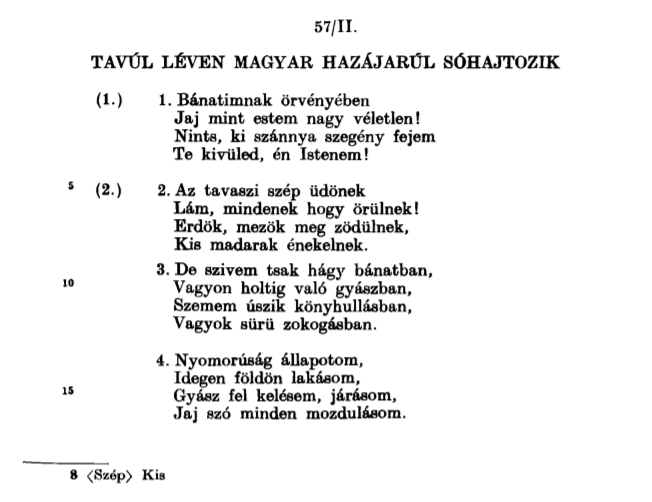 57/II.
TAVÚL LÉVEN MAGYAR HAZÁJARÚL SÓHAJTOZIK
(1.) 1. Bánatimnak örvényében
Jaj mint estem nagy véletlen!
Nints, ki szánnya szegény fejem
Te kivüled, én Istenem!
5 (2.) 2. Az tavaszi szép üdönek
Lám, mindenek hogy örülnek!
Erdök, mezök meg zödülnek,
Kis madarak énekelnek.
3. De szivem tsak hágy bánatban,
10 Vagyon holtig való gyászban,
Szemem úszik könyhullásban,
Vagyok sürü zokogásban.
4. Nyomorúság állapotom,
Idegen földön lakásom,
15 Gyász fel kelésem, járásom,
Jaj szó minden mozdulásom.
8 〈Szép〉 Kis